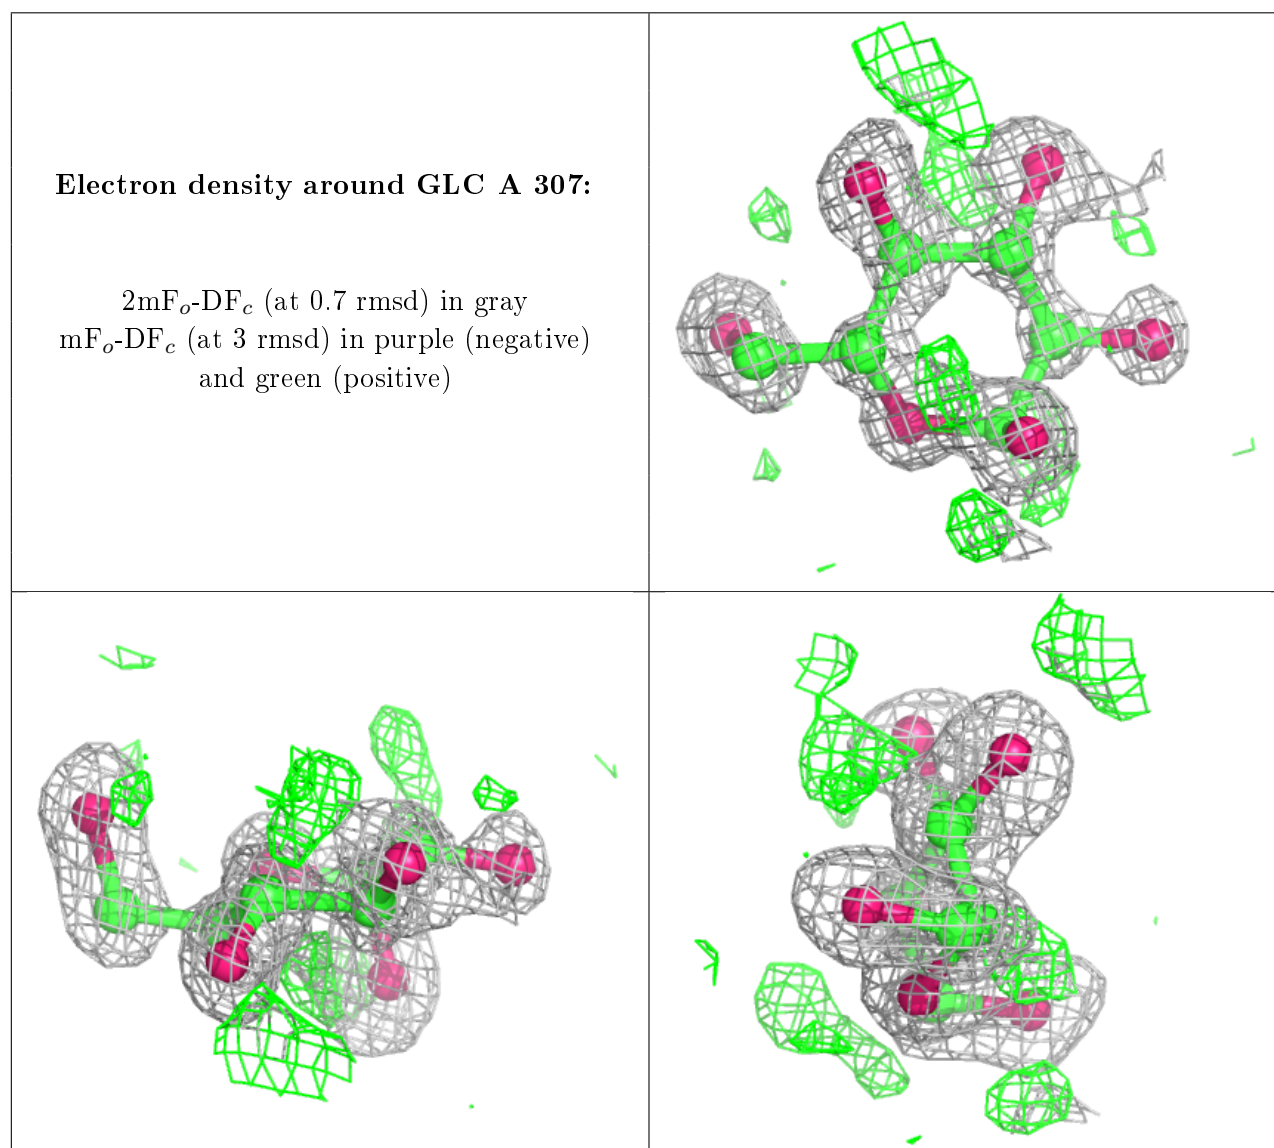 Electron density around GLC A 307:
2mFₒ-DF𝒸 (at 0.7 rmsd) in gray
mFₒ-DF𝒸 (at 3 rmsd) in purple (negative)
and green (positive)